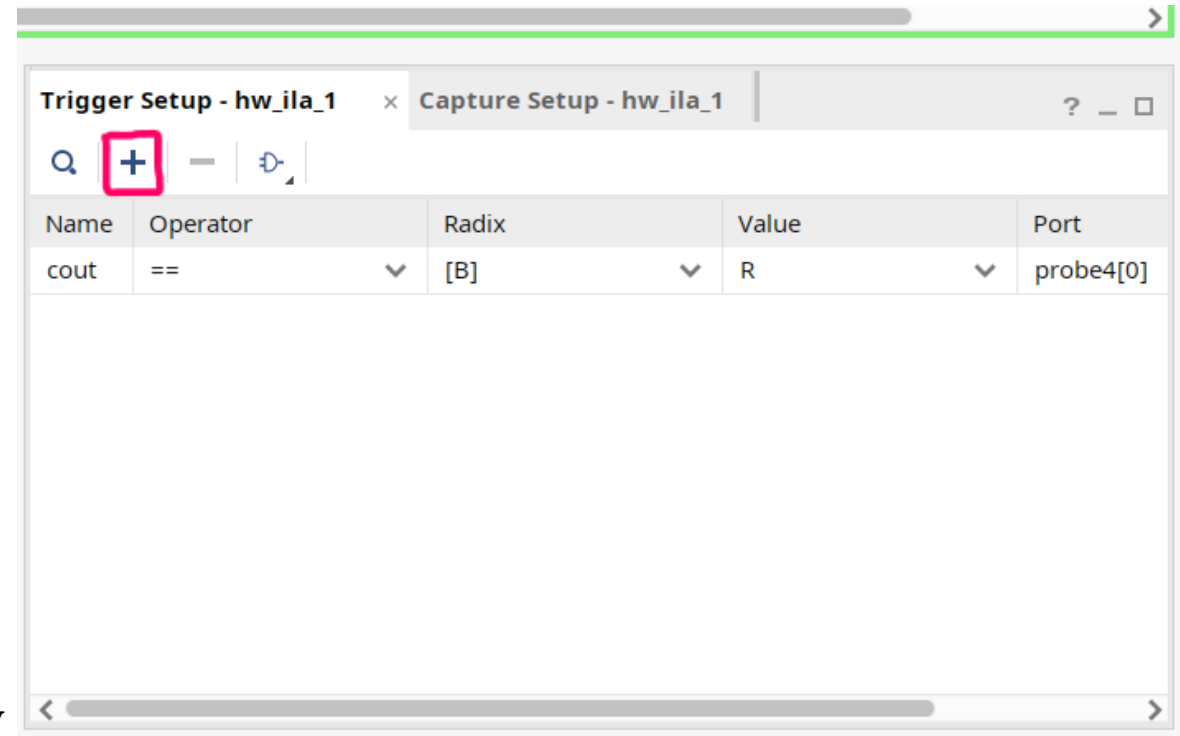 Trigger Setup - hw_ila_1 × Capture Setup - hw_ila_1 ? _ □
Name Operator Radix Value Port
cout == [B] R probe4[0]